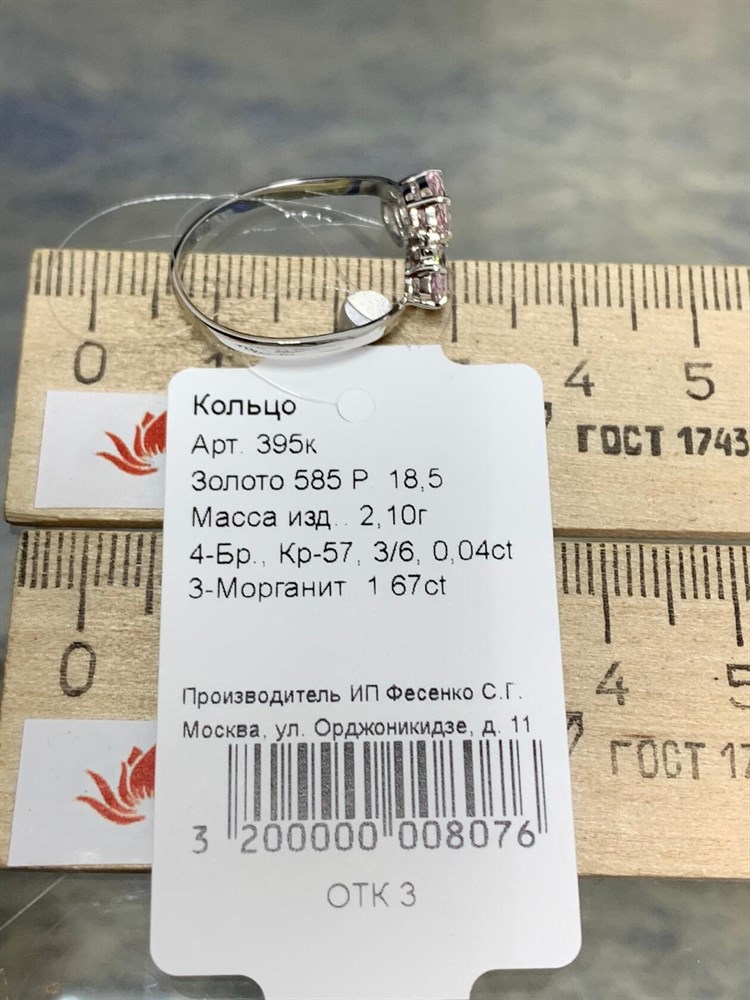 0
4
5
ГОСТ 1743
Кольцо
Арт. 395к
Золото 585 Р 18,5
Масса изд.. 2,10г
4-Бр., Кр-57, 3/6, 0,04ct
3-Морганит 1 67ct
0
4
5
ГОСТ 17
Производитель ИП Фесенко С.Г.
Москва, ул. Орджоникидзе, д. 11
3 200000 008076
ОТК 3